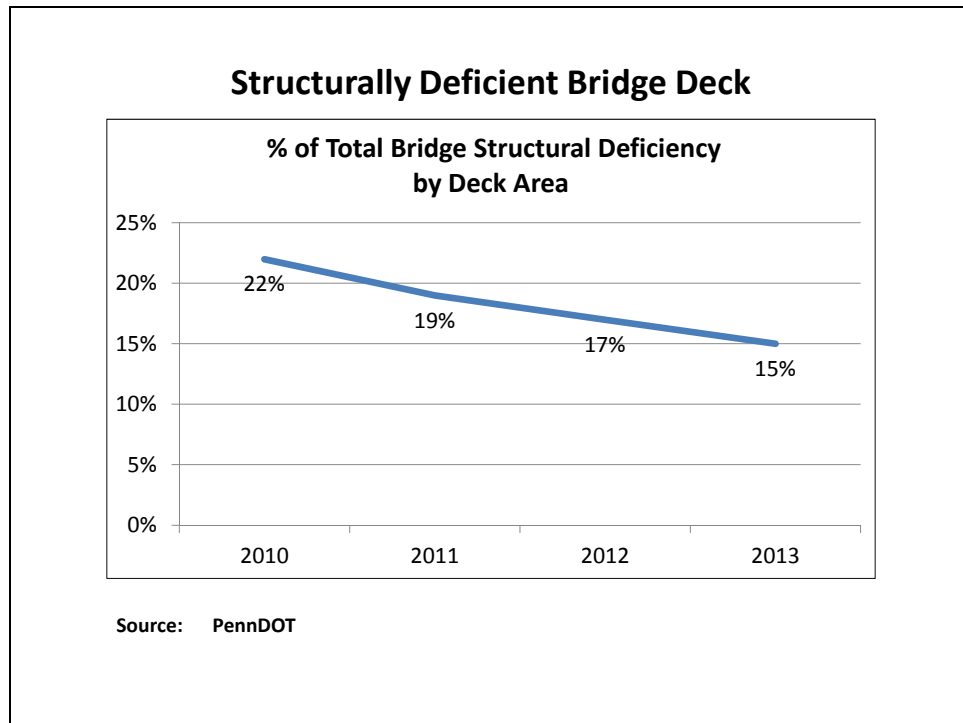 Structurally Deficient Bridge Deck
% of Total Bridge Structural Deficiency
by Deck Area
25%
20%
15%
10%
5%
0%
22%
19%
17%
15%
2010 2011 2012 2013
Source: PennDOT